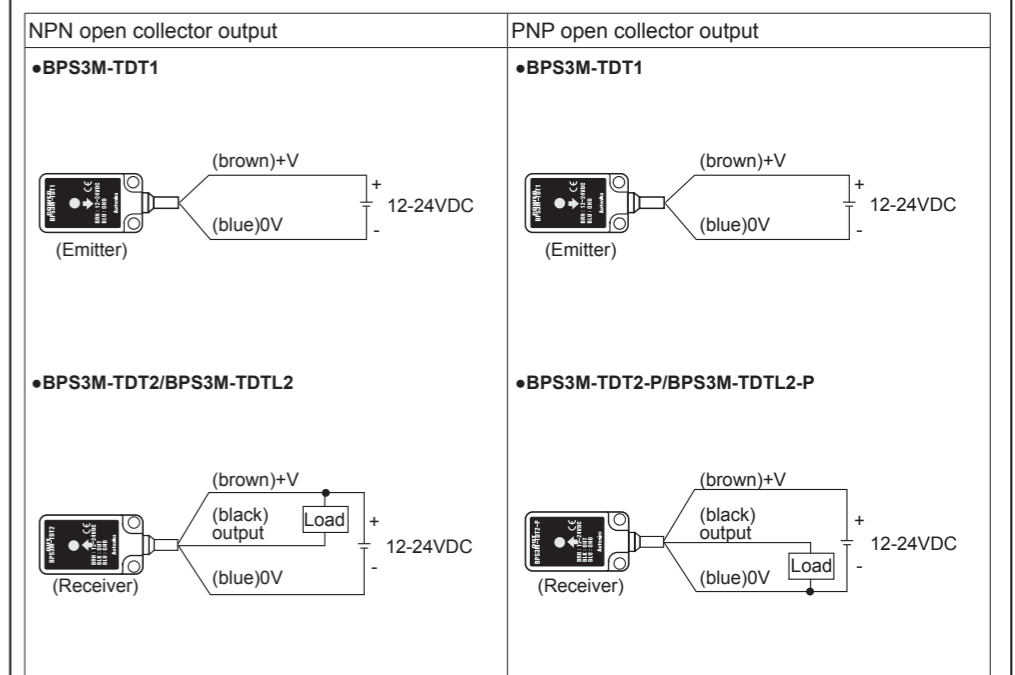 NPN open collector output
●BPS3M-TDT1
(brown)+V
+
12-24VDC
(blue)0V
-
(Emitter)
●BPS3M-TDT2/BPS3M-TDTL2
(brown)+V
(black)
output
Load
+
12-24VDC
-
(blue)0V
(Receiver)
PNP open collector output
●BPS3M-TDT1
(brown)+V
+
12-24VDC
(blue)0V
-
(Emitter)
●BPS3M-TDT2-P/BPS3M-TDTL2-P
(brown)+V
(black)
output
+
12-24VDC
Load
-
(blue)0V
(Receiver)